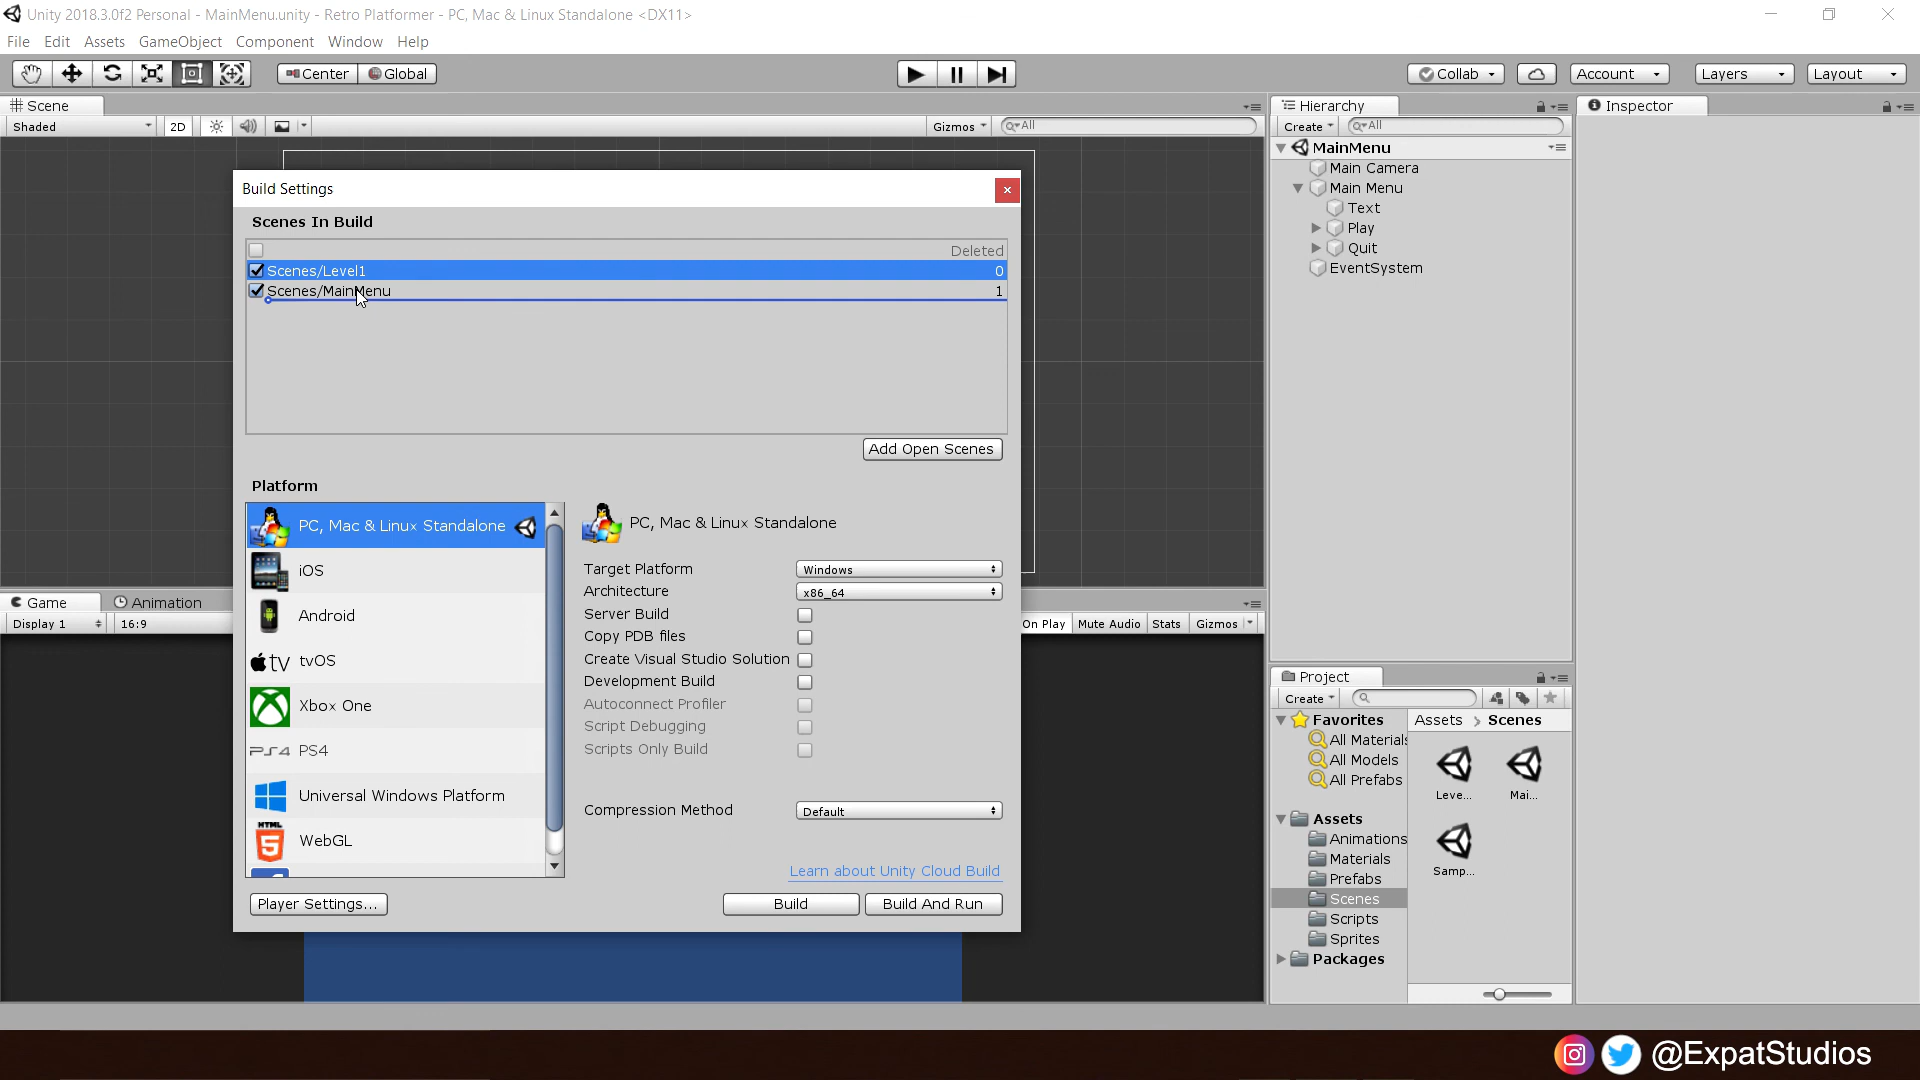 Unity 2018.3.0f2 Personal - MainMenu.unity - Retro Platformer - PC, Mac & Linux Standalone <DX11>
File Edit Assets GameObject Component Window Help
Center Global Collab Account Layers Layout
Scene
Shaded 2D Gizmos All
Hierarchy
Create All
MainMenu
Main Camera
Main Menu
Text
Play
Quit
EventSystem
Inspector
Build Settings
Scenes In Build
Deleted
Scenes/Level1 0
Scenes/MainMenu 1
Add Open Scenes
Platform
PC, Mac & Linux Standalone
iOS
Android
tv tvOS
Xbox One
PS4 PS4
Universal Windows Platform
HTML 5 WebGL
PC, Mac & Linux Standalone
Target Platform Windows
Architecture x86_64
Server Build
Copy PDB files
Create Visual Studio Solution
Development Build
Autoconnect Profiler
Script Debugging
Scripts Only Build
Compression Method Default
Learn about Unity Cloud Build
Player Settings... Build Build And Run
Game Animation
Display 1 16:9 On Play Mute Audio Stats Gizmos
Project
Create
Favorites
All Materials
All Models
All Prefabs
Assets
Animations
Materials
Prefabs
Scenes
Scripts
Sprites
Packages
Assets > Scenes
Leve... Mai...
Samp...
@ExpatStudios